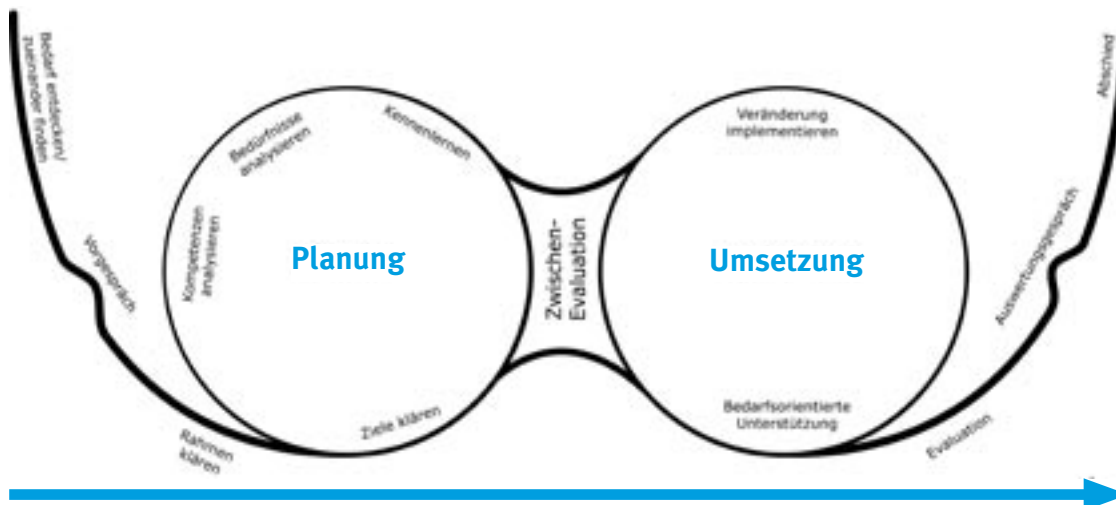 Bedarf entdecken/
zueinander finden
Vorgespräch
Rahmen
klären
Kennenlernen
Bedürfnisse
analysieren
Kompetenzen
analysieren
Planung
Ziele klären
Zwischen-
Evaluation
Veränderung
implementieren
Umsetzung
Bedarfsorientierte
Unterstützung
Evaluation
Auswertungsgespräch
Abschied